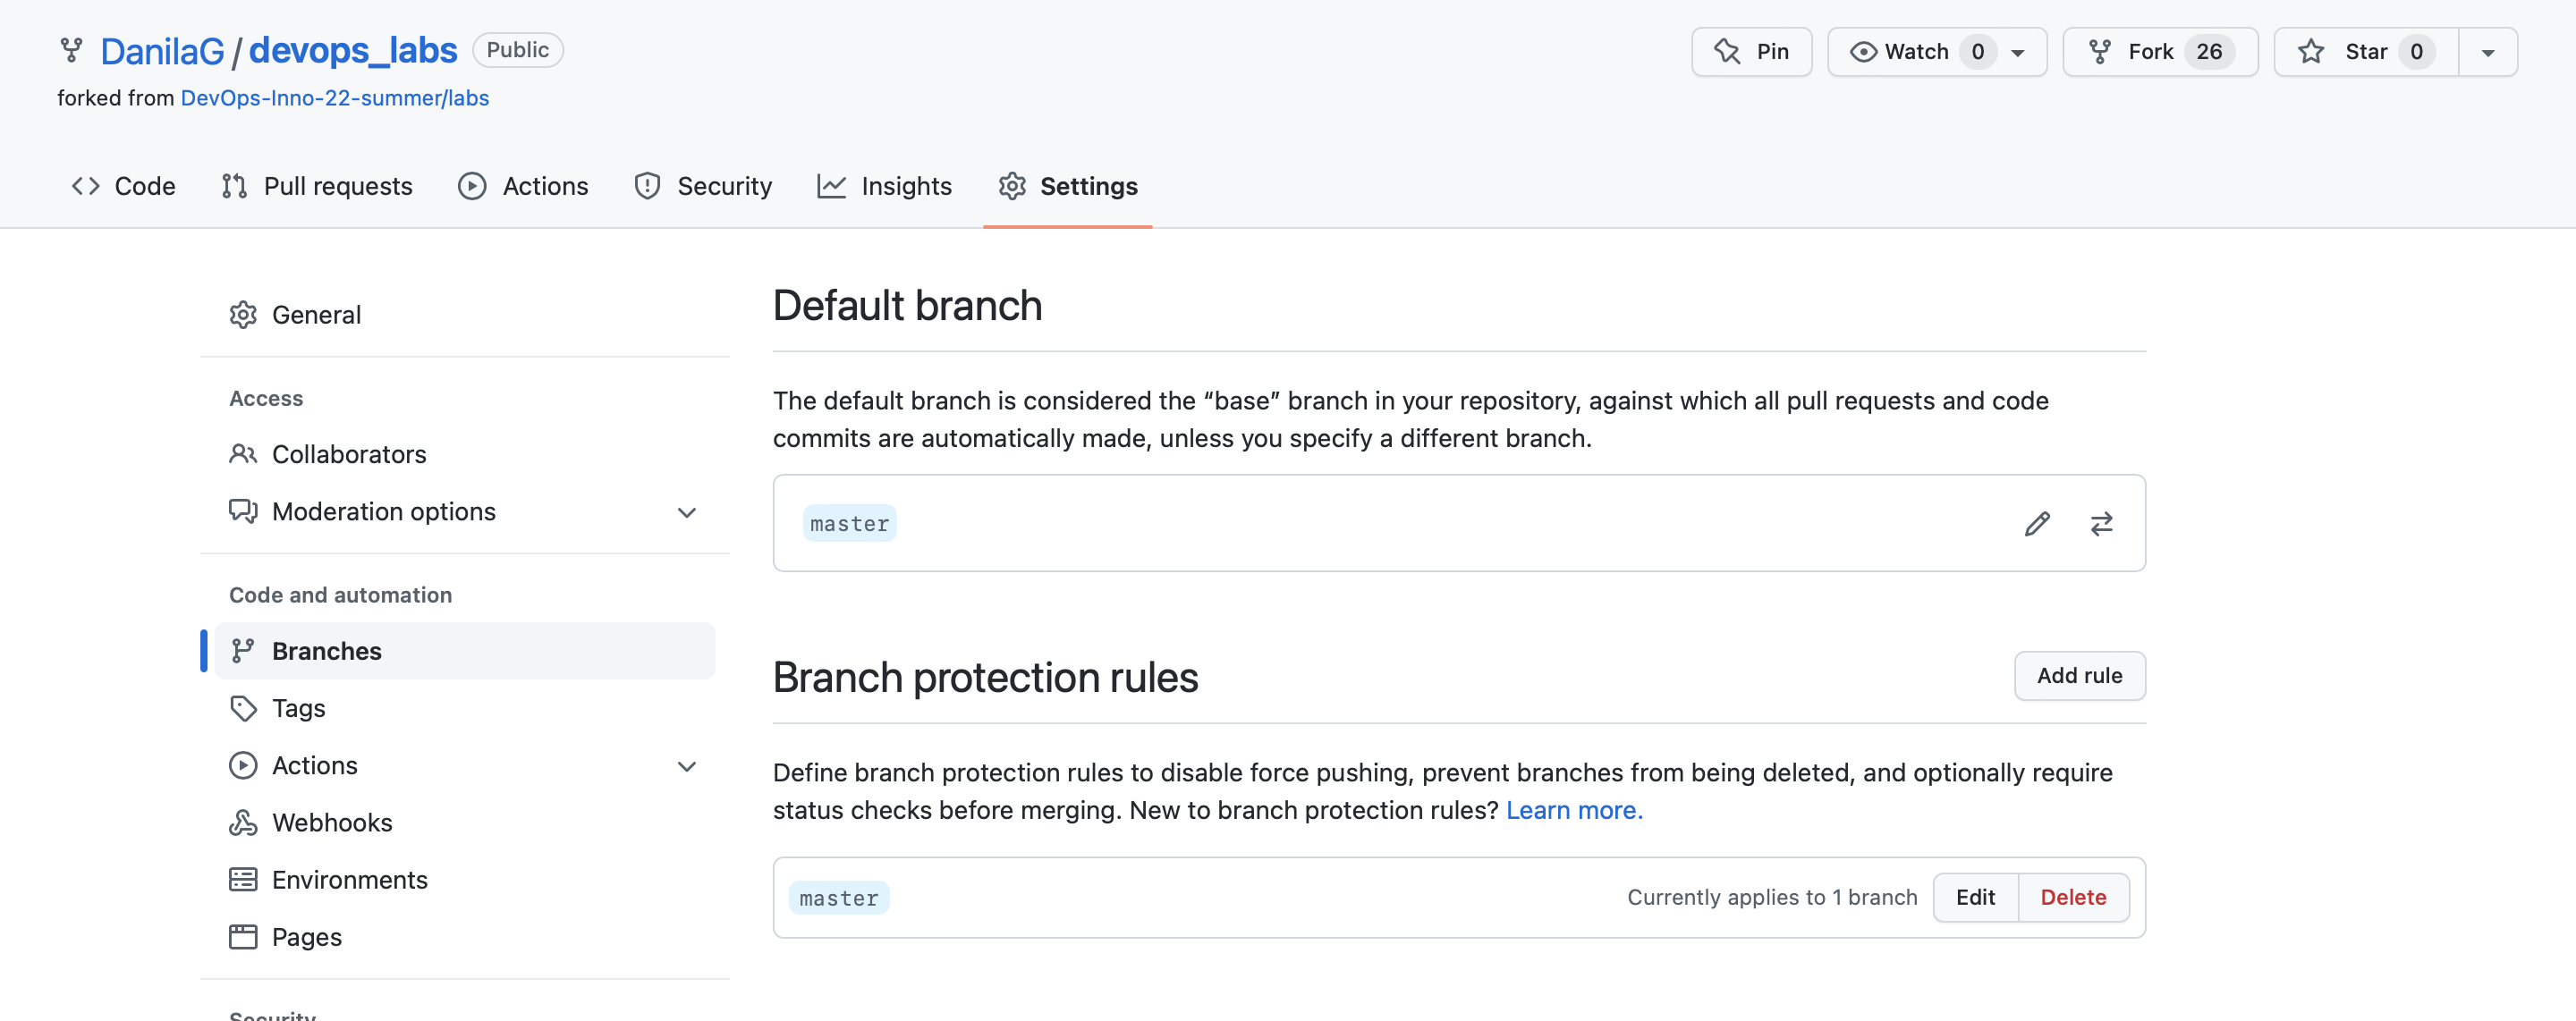 DanilaG / devops_labs Public
Pin
Watch 0
Fork 26
Star 0
forked from DevOps-Inno-22-summer/labs
Code
Pull requests
Actions
Security
Insights
Settings
General
Access
Collaborators
Moderation options
Code and automation
Branches
Tags
Actions
Webhooks
Environments
Pages
Security
Default branch
The default branch is considered the “base” branch in your repository, against which all pull requests and code
commits are automatically made, unless you specify a different branch.
master
Branch protection rules
Add rule
Define branch protection rules to disable force pushing, prevent branches from being deleted, and optionally require
status checks before merging. New to branch protection rules? Learn more.
master
Currently applies to 1 branch
Edit
Delete